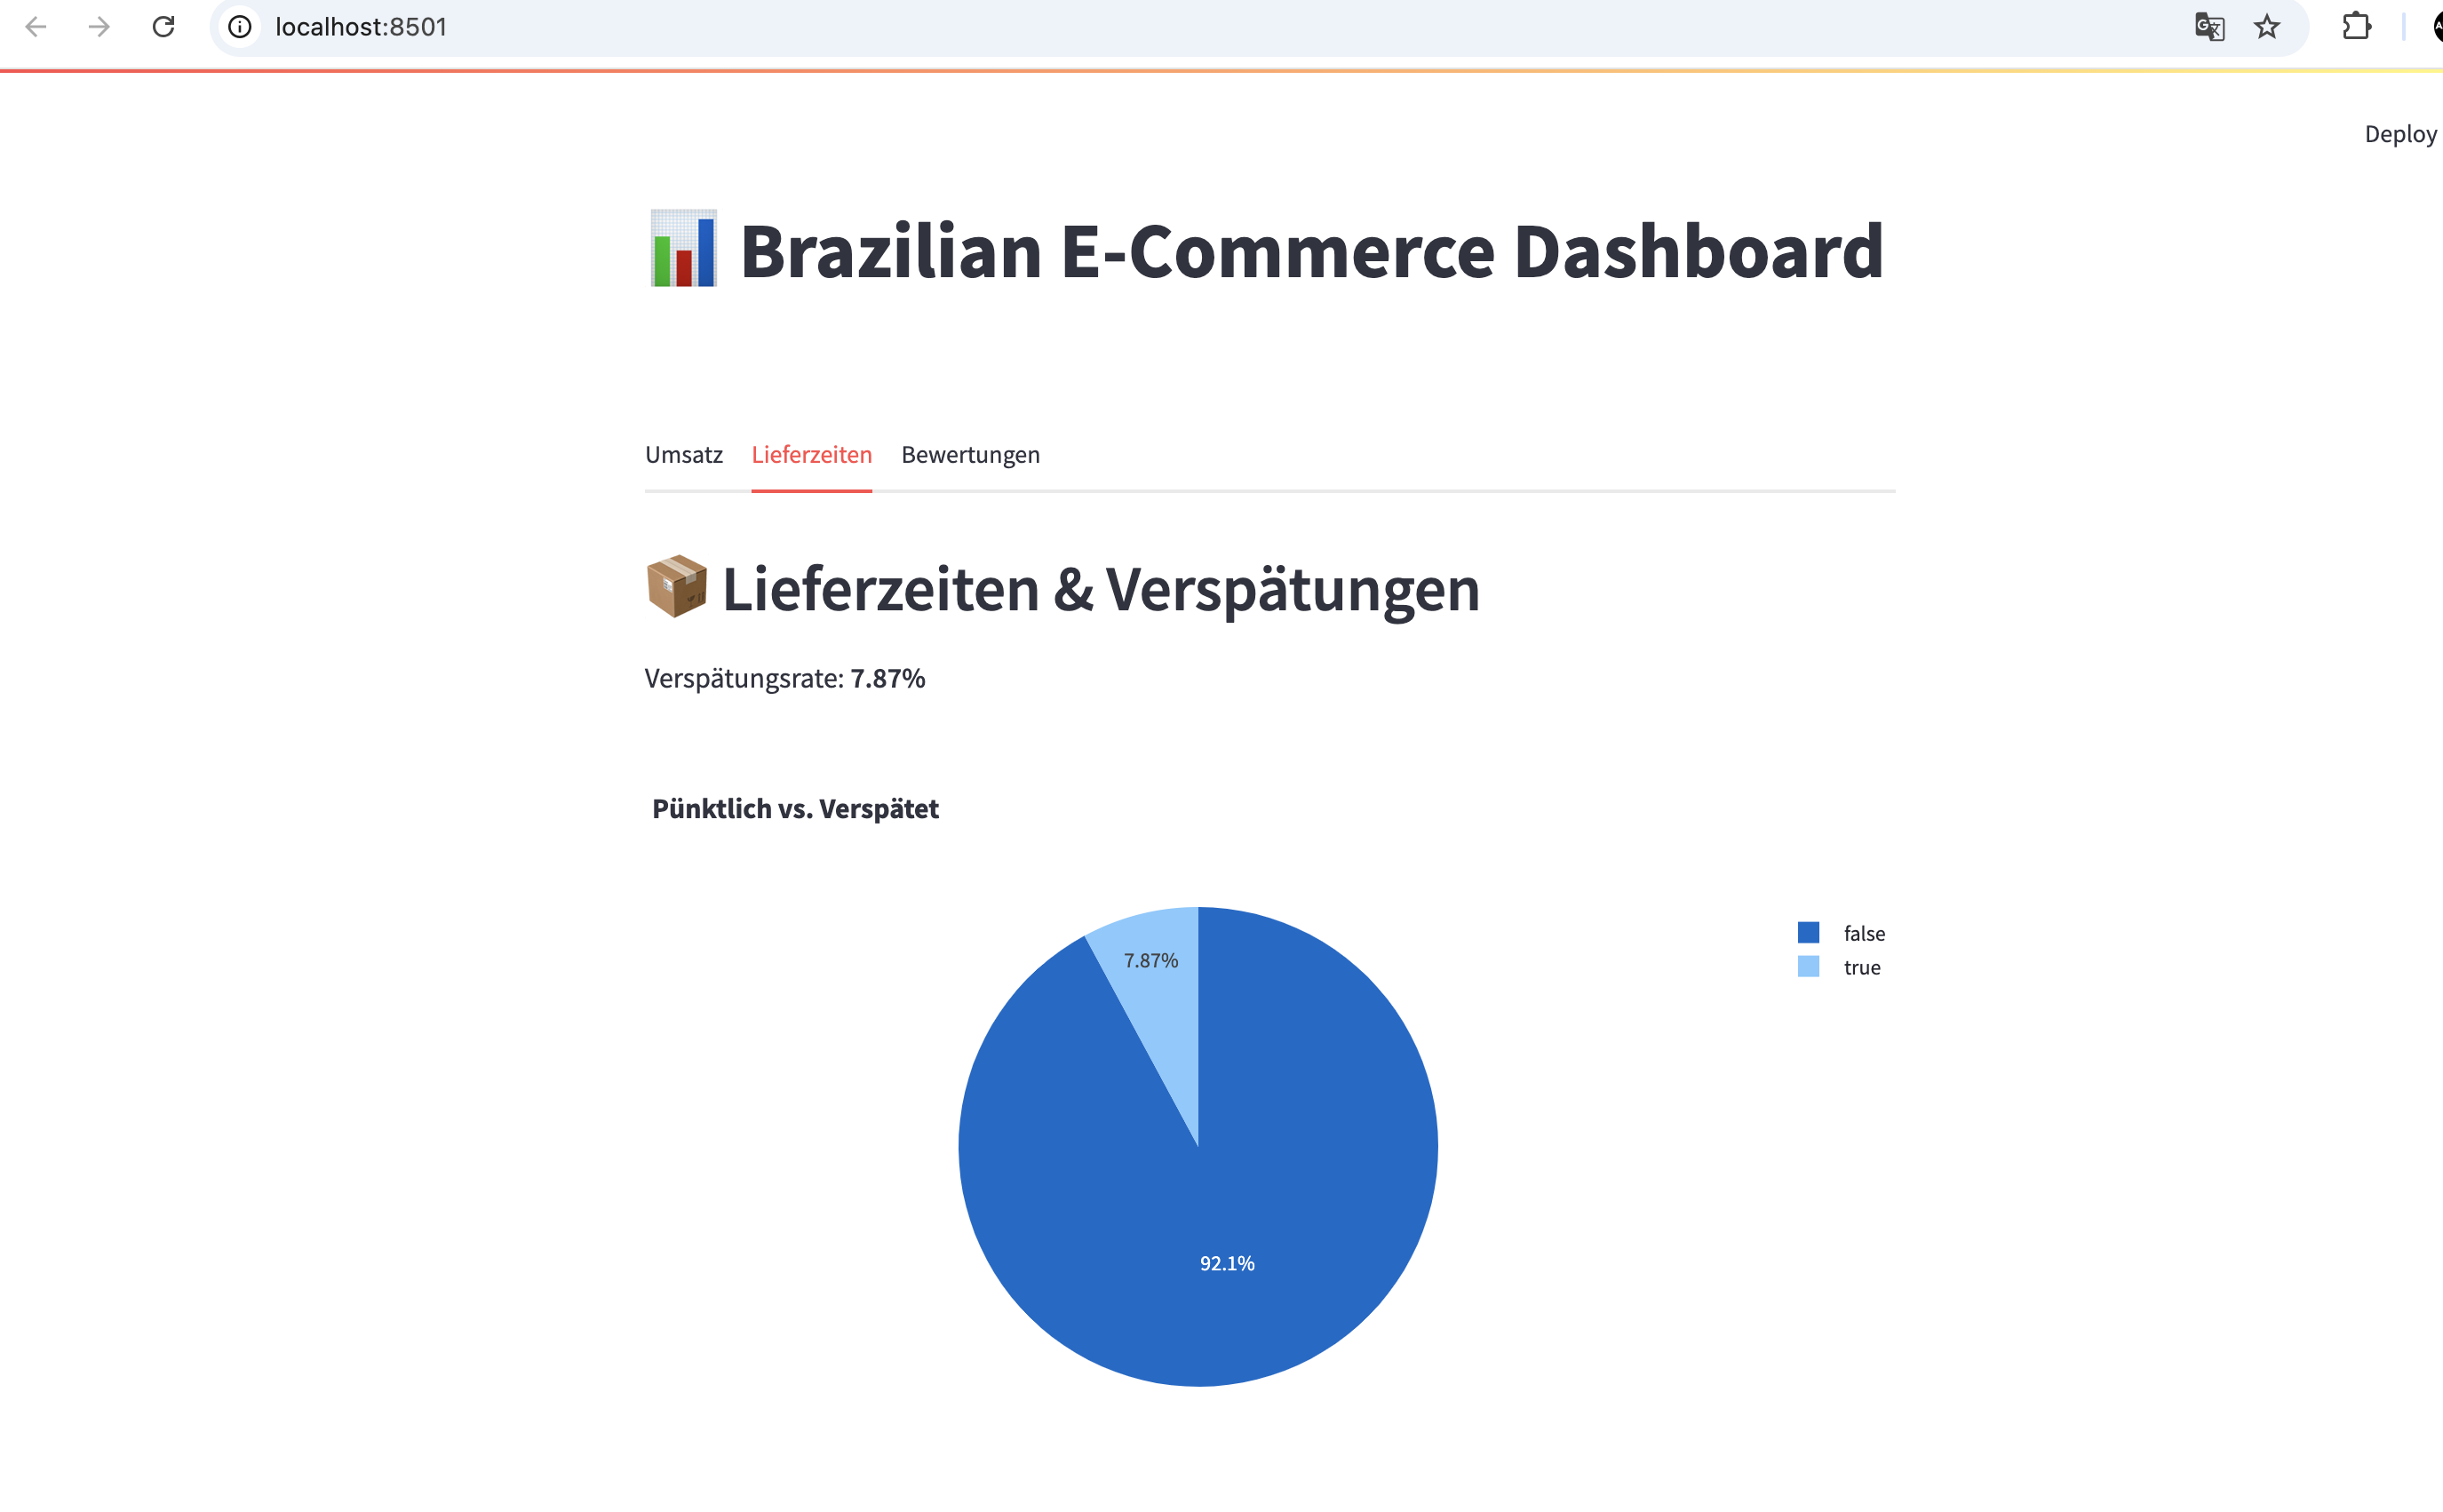 localhost:8501
Deploy
Brazilian E-Commerce Dashboard
Umsatz Lieferzeiten Bewertungen
Lieferzeiten & Verspätungen
Verspätungsrate: 7.87%
Pünktlich vs. Verspätet
false
true
7.87%
92.1%